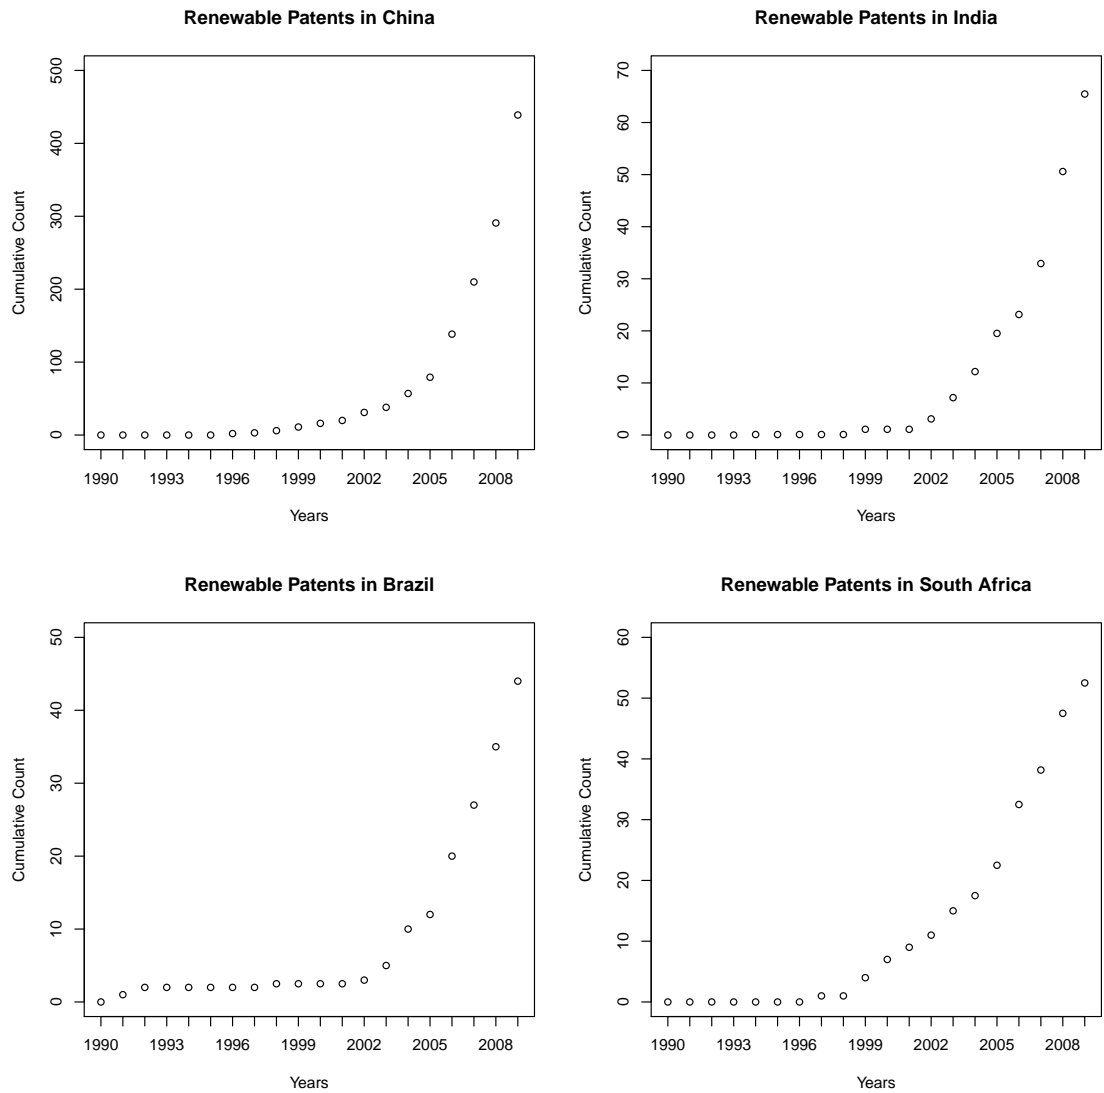 Renewable Patents in China
500
400
300
200
100
0
Cumulative Count
1990 1993 1996 1999 2002 2005 2008
Years
Renewable Patents in India
70
60
50
40
30
20
10
0
Cumulative Count
1990 1993 1996 1999 2002 2005 2008
Years
Renewable Patents in Brazil
50
40
30
20
10
0
Cumulative Count
1990 1993 1996 1999 2002 2005 2008
Years
Renewable Patents in South Africa
60
50
40
30
20
10
0
Cumulative Count
1990 1993 1996 1999 2002 2005 2008
Years